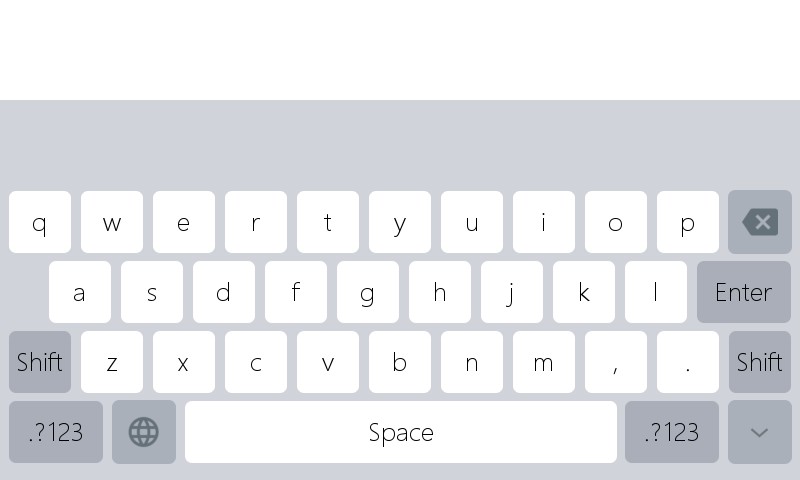 q w e r t y u i o p
a s d f g h j k l Enter
Shift z x c v b n m , . Shift
.?123 Space .?123